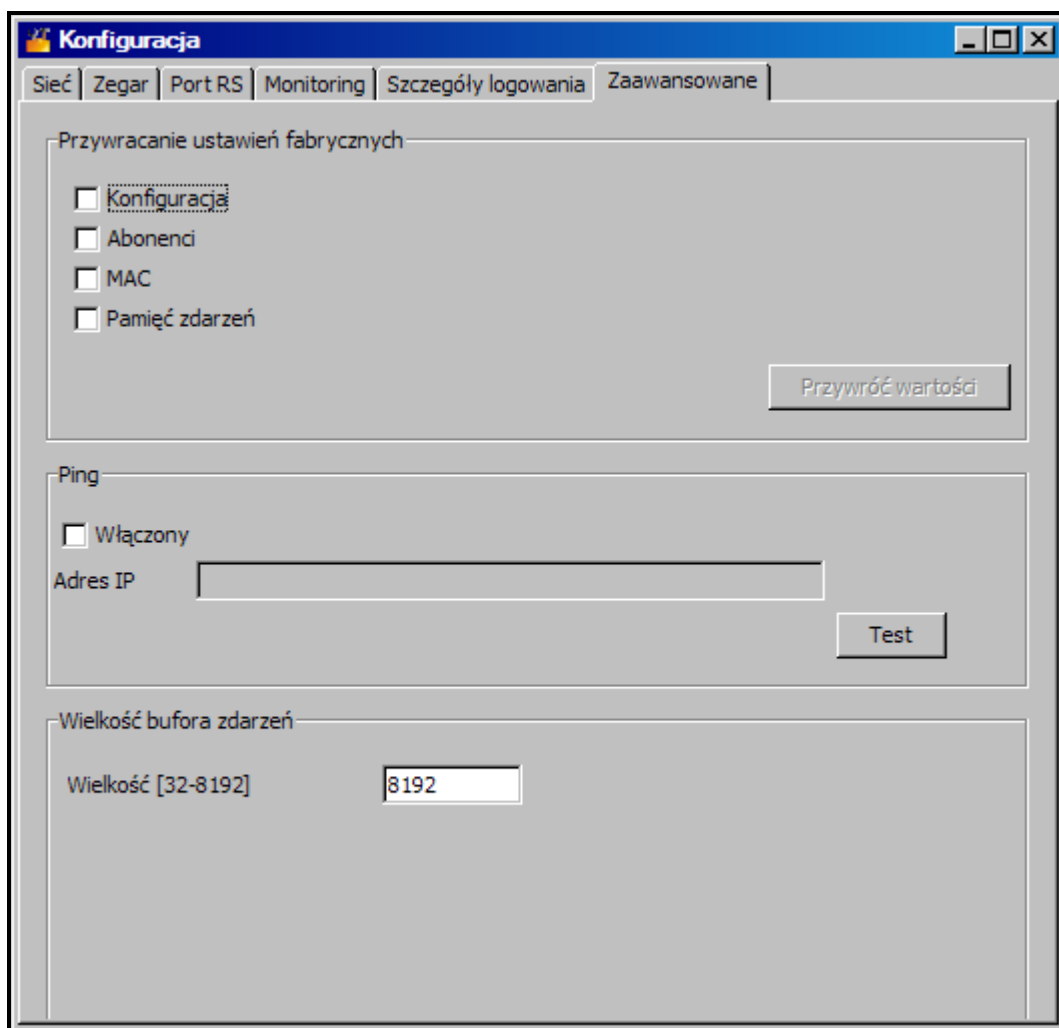 Konfiguracja
Sieć Zegar Port RS Monitoring Szczegóły logowania Zaawansowane
Przywracanie ustawień fabrycznych
Konfiguracja
Abonenci
MAC
Pamięć zdarzeń
Przywróć wartości
Ping
Włączony
Adres IP
Test
Wielkość bufora zdarzeń
Wielkość [32-8192] 8192